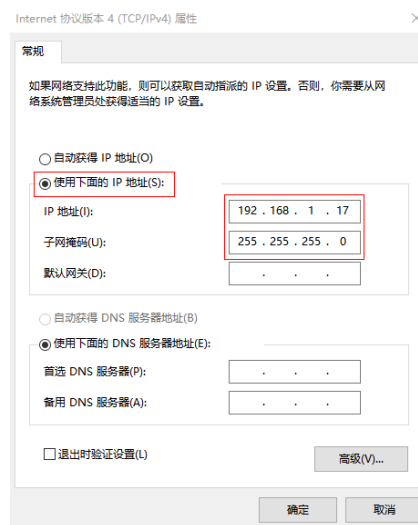 Internet 协议版本 4 (TCP/IPv4) 属性
常规
如果网络支持此功能，则可以获取自动指派的 IP 设置。否则，你需要从网
络系统管理员处获得适当的 IP 设置。
自动获得 IP 地址(O)
使用下面的 IP 地址(S):
IP 地址(I): 192 . 168 . 1 . 17
子网掩码(U): 255 . 255 . 255 . 0
默认网关(D): . . .
自动获得 DNS 服务器地址(B)
使用下面的 DNS 服务器地址(E):
首选 DNS 服务器(P): . . .
备用 DNS 服务器(A): . . .
退出时验证设置(L)
高级(V)...
确定 取消